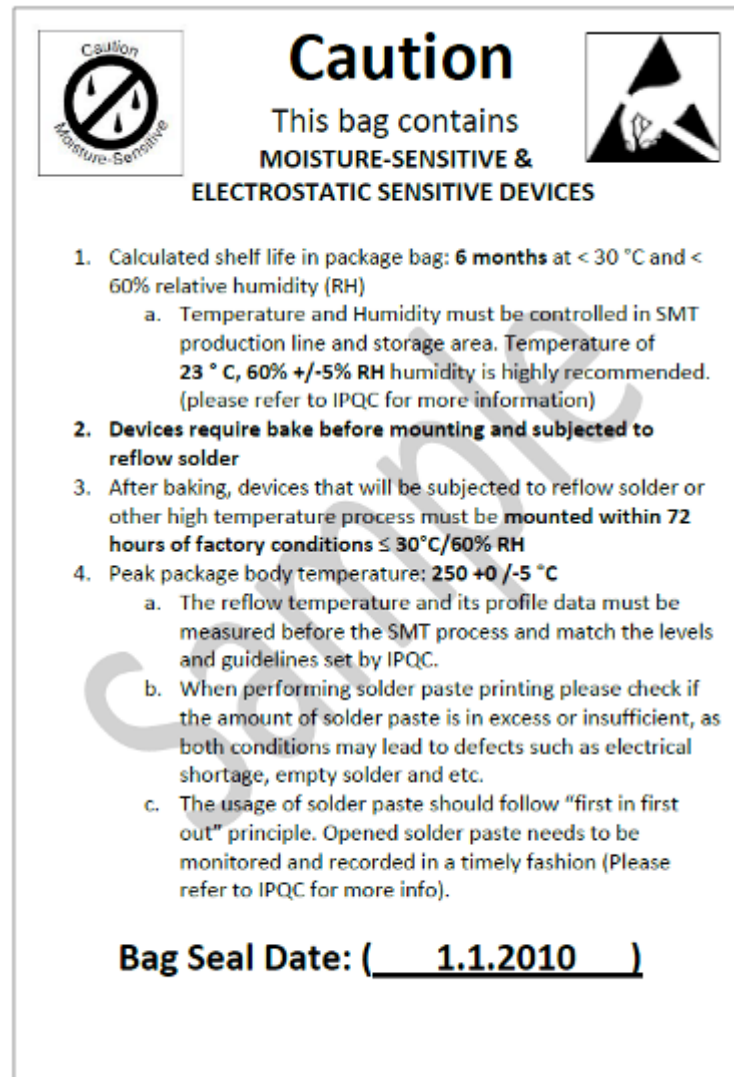 Caution
Moisture-Sensitive
Caution
This bag contains
MOISTURE-SENSITIVE &
ELECTROSTATIC SENSITIVE DEVICES
1. Calculated shelf life in package bag: 6 months at < 30 °C and <
60% relative humidity (RH)
a. Temperature and Humidity must be controlled in SMT
production line and storage area. Temperature of
23 ° C, 60% +/-5% RH humidity is highly recommended.
(please refer to IPQC for more information)
2. Devices require bake before mounting and subjected to
reflow solder
3. After baking, devices that will be subjected to reflow solder or
other high temperature process must be mounted within 72
hours of factory conditions ≤ 30°C/60% RH
4. Peak package body temperature: 250 +0 /-5 °C
a. The reflow temperature and its profile data must be
measured before the SMT process and match the levels
and guidelines set by IPQC.
b. When performing solder paste printing please check if
the amount of solder paste is in excess or insufficient, as
both conditions may lead to defects such as electrical
shortage, empty solder and etc.
c. The usage of solder paste should follow “first in first
out” principle. Opened solder paste needs to be
monitored and recorded in a timely fashion (Please
refer to IPQC for more info).
Sample
Bag Seal Date: (      1.1.2010      )